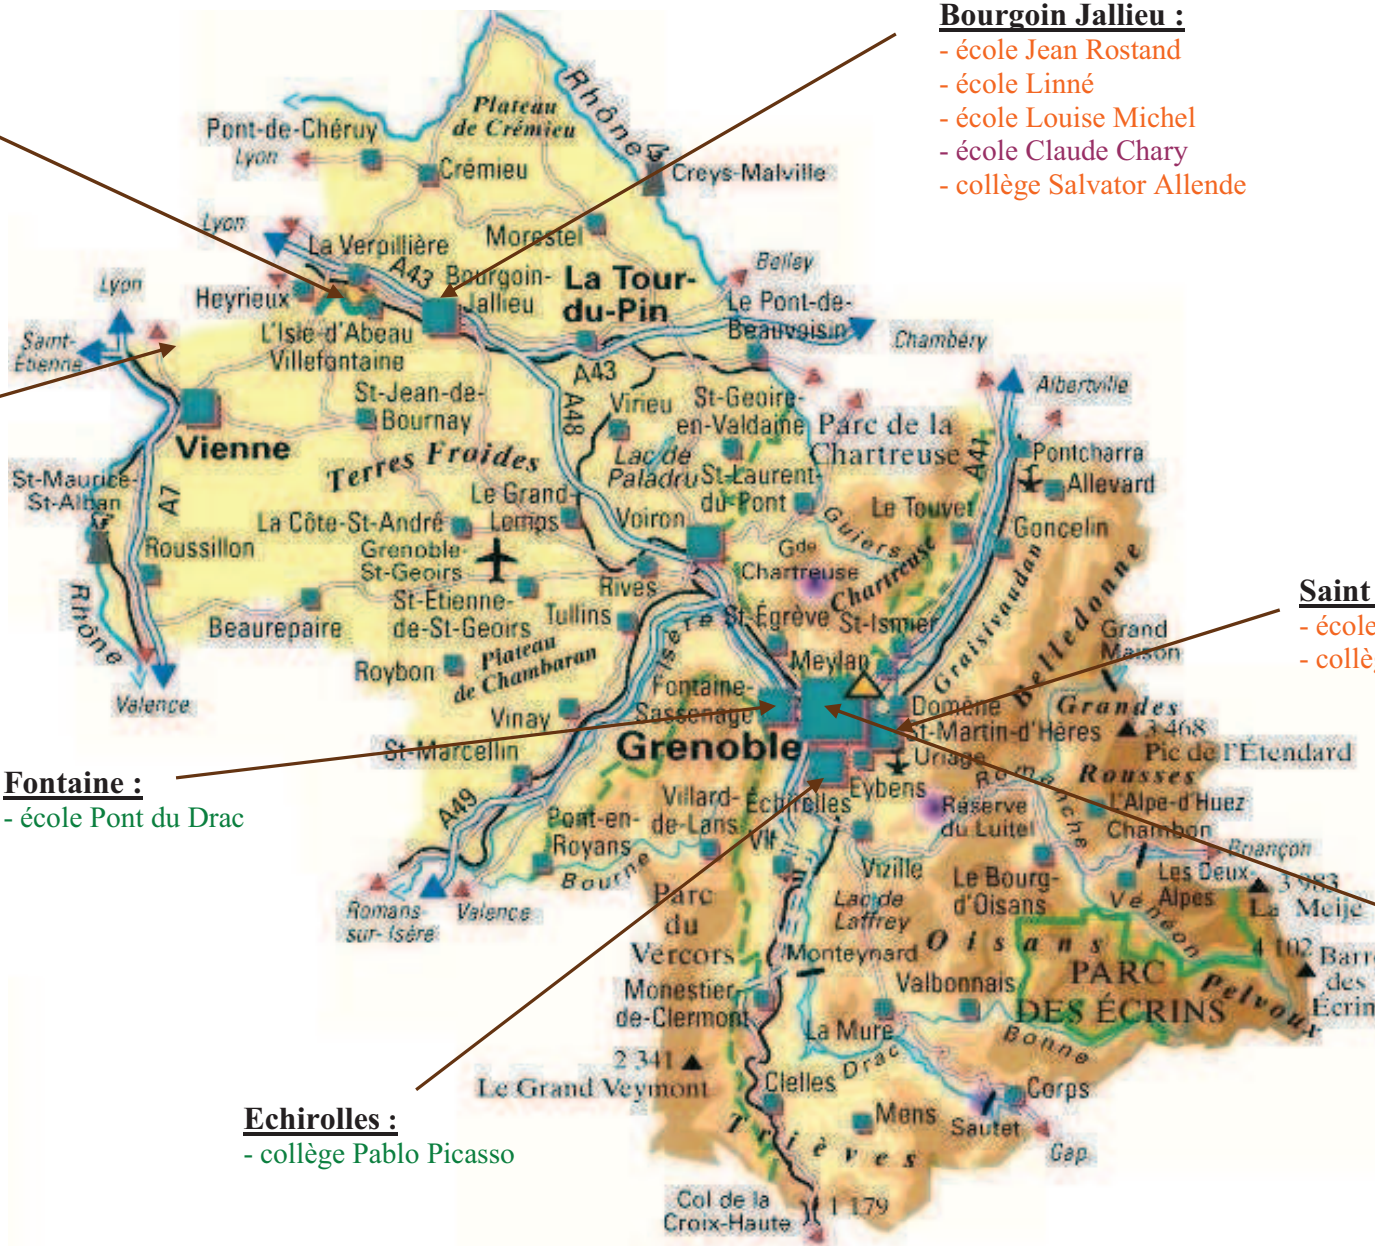 Bourgoin Jallieu :
- école Jean Rostand
- école Linné
- école Louise Michel
- école Claude Chary
- collège Salvator Allende
Rhône
Plateau
de Crémieu
Pont-de-Chéruy
Lyon
Crémieu
Creys-Malville
Lyon
La Verpillière
Morestel
A43
Bourgoin-
Jallieu
La Tour-
du-Pin
Belley
Lyon
Heyrieux
Le Pont-de-
Beauvoisin
L'Isle-d'Abeau
Villefontaine
Saint-
Étienne
Chambéry
A43
Albertville
St-Jean-de-
Bournay
A48
Virieu
St-Geoire-
en-Valdaine
Parc de la
Chartreuse
A41
Vienne
Terres Froides
Lac de
Paladru
St-Laurent-
du-Pont
Pontcharra
Allevard
St-Maurice-
St-Alban
A7
Le Grand-
Lemps
La Côte-St-André
Voiron
Guiers
Le Touvet
Goncelin
Roussillon
Grenoble-
St-Geoirs
Rives
Gde
Chartreuse
Chartreuse
Rhône
Beaurepaire
St-Étienne-
de-St-Geoirs
Tullins
Isère
St-Égrève
St-Ismier
Graisivaudan
Belledonne
Grand
Maison
Saint
- école
- collè
Roybon
Plateau
de Chambaran
Meylan
Valence
Vinay
Fontaine-
Sassenage
Domène
Grandes
Rousses
St-Marcellin
Grenoble
St-Martin-d'Hères
3 468
Pic de l'Étendard
Uriage
Romanche
Fontaine :
- école Pont du Drac
A49
Villard-
de-Lans
Échirolles
Eybens
Réserve
du Luitel
L'Alpe-d'Huez
Chambon
Pont-en-
Royans
Bourne
Vif
Vizille
Briançon
Romans-
sur-Isère
Valence
Parc
du
Vercors
Lac de
Laffrey
Le Bourg-
d'Oisans
Les Deux-
Alpes
3 983
La Meije
Vénéon
Oisans
Monteynard
4 102
Barre
des
Écrin
PARC
DES ÉCRINS
Pelvoux
Monestier-
de-Clermont
Valbonnais
La Mure
Bonne
Drac
2 341
Le Grand Veymont
Clelles
Corps
Echirolles :
- collège Pablo Picasso
Mens
Sautet
Gap
Trièves
Col de la
Croix-Haute
1 179